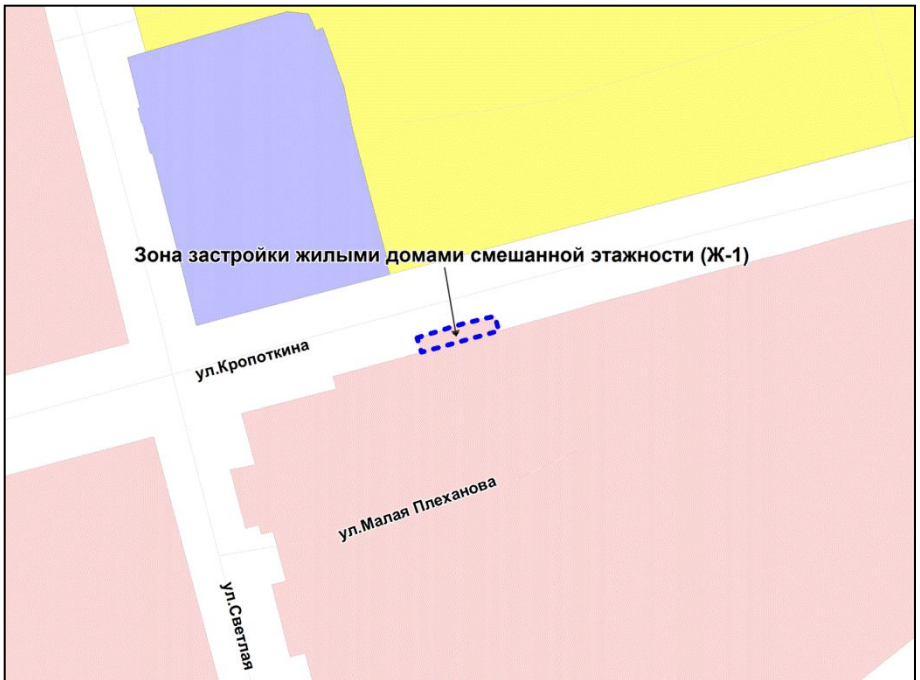 Зона застройки жилыми домами смешанной этажности (Ж-1)
ул.Кропоткина
ул.Малая Плеханова
ул.Светлая